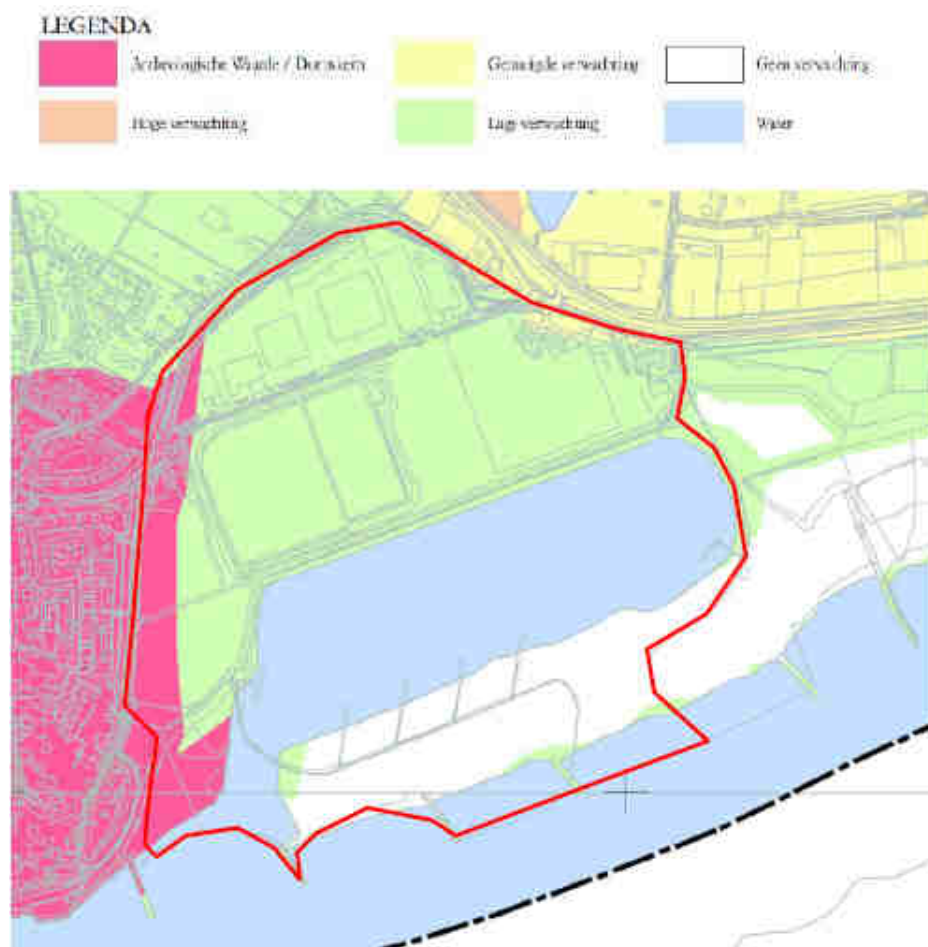 LEGENDA
Archeologische Waarde / Dorpskern
Gematigde verwachting
Geen verwachting
Hoge verwachting
Lage verwachting
Water